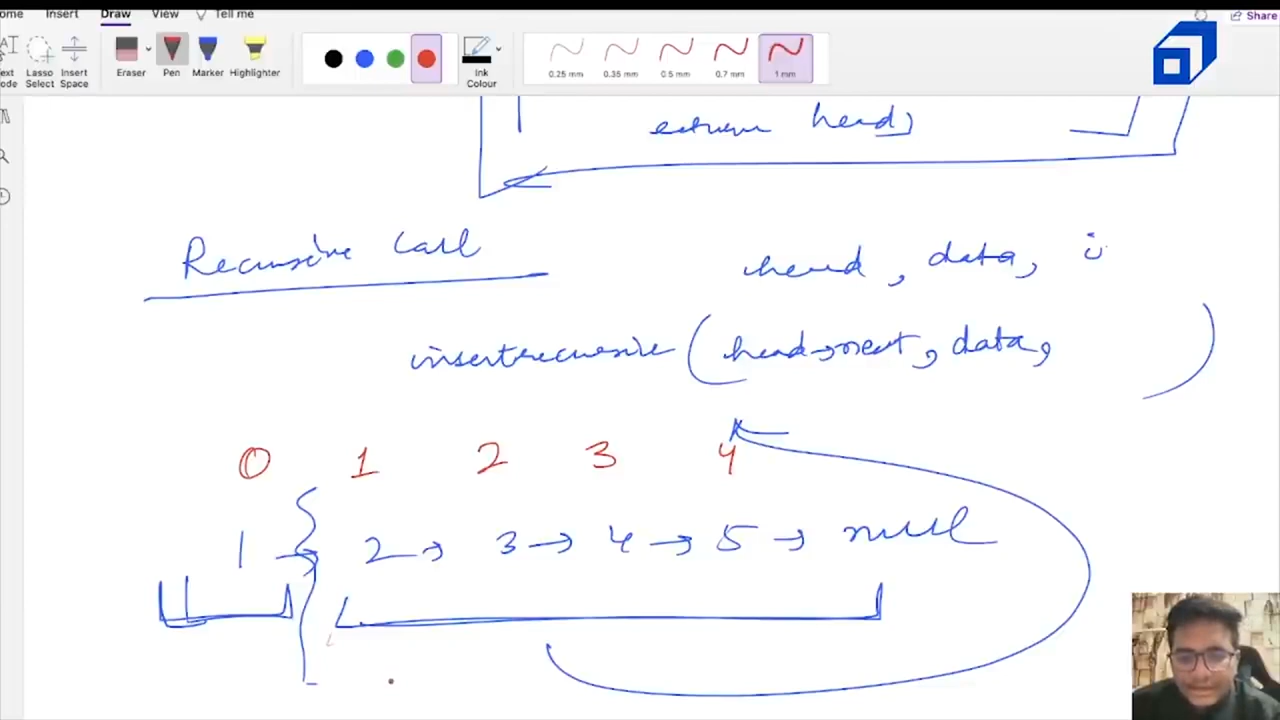 ome Insert Draw View Tell me Share
Eraser Pen Marker Highlighter
Text Mode
Lasso Select
Insert Space
Ink Colour
0.25 mm 0.35 mm 0.5 mm 0.7 mm 1 mm
return head)
Recursive Call
head, data, i
insertrecursive (head→next, data, )
0 1 2 3 4
1 → 2 → 3 → 4 → 5 → null